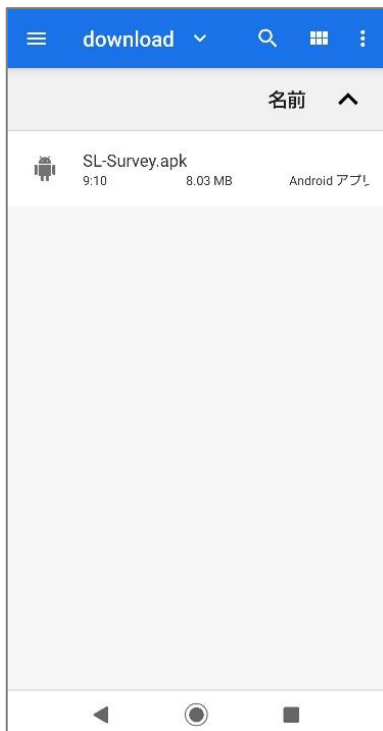 download
名前
SL-Survey.apk
9:10 8.03 MB Android アプリ